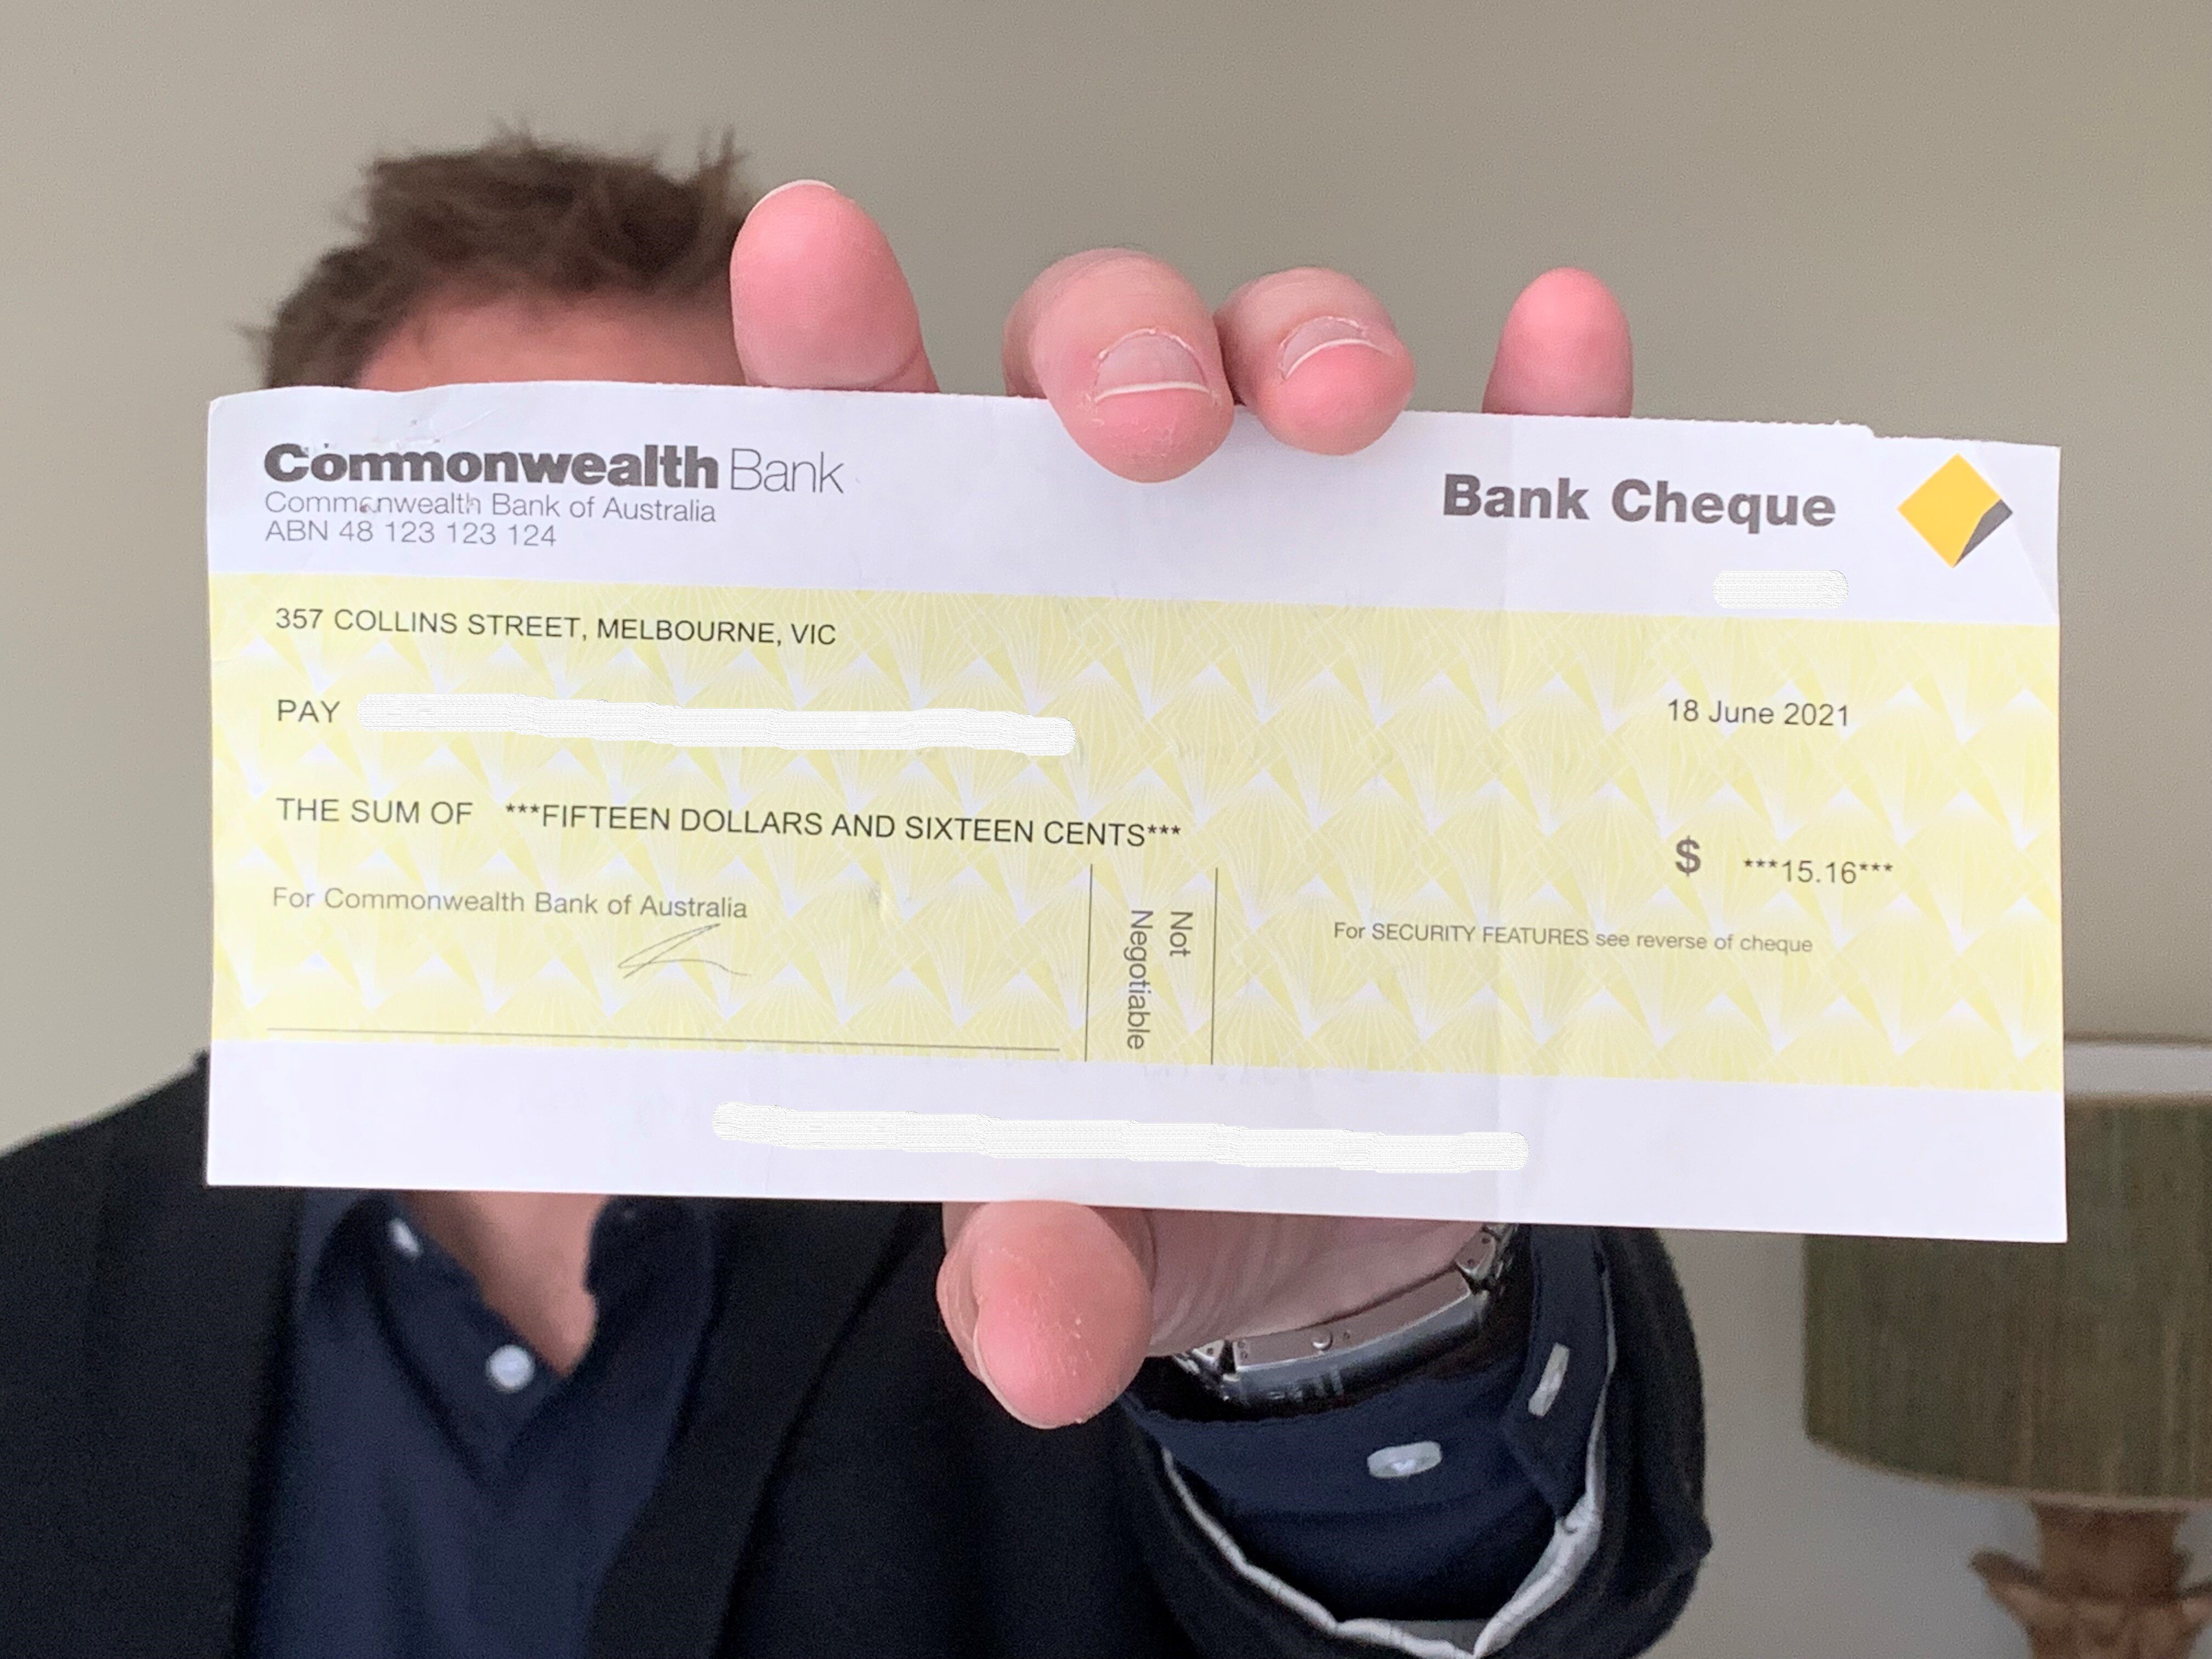 Commonwealth Bank
Commonwealth Bank of Australia
ABN 48 123 123 124
Bank Cheque
357 COLLINS STREET, MELBOURNE, VIC
PAY
18 June 2021
THE SUM OF ***FIFTEEN DOLLARS AND SIXTEEN CENTS***
$ ***15.16***
For Commonwealth Bank of Australia
Not
Negotiable
For SECURITY FEATURES see reverse of cheque